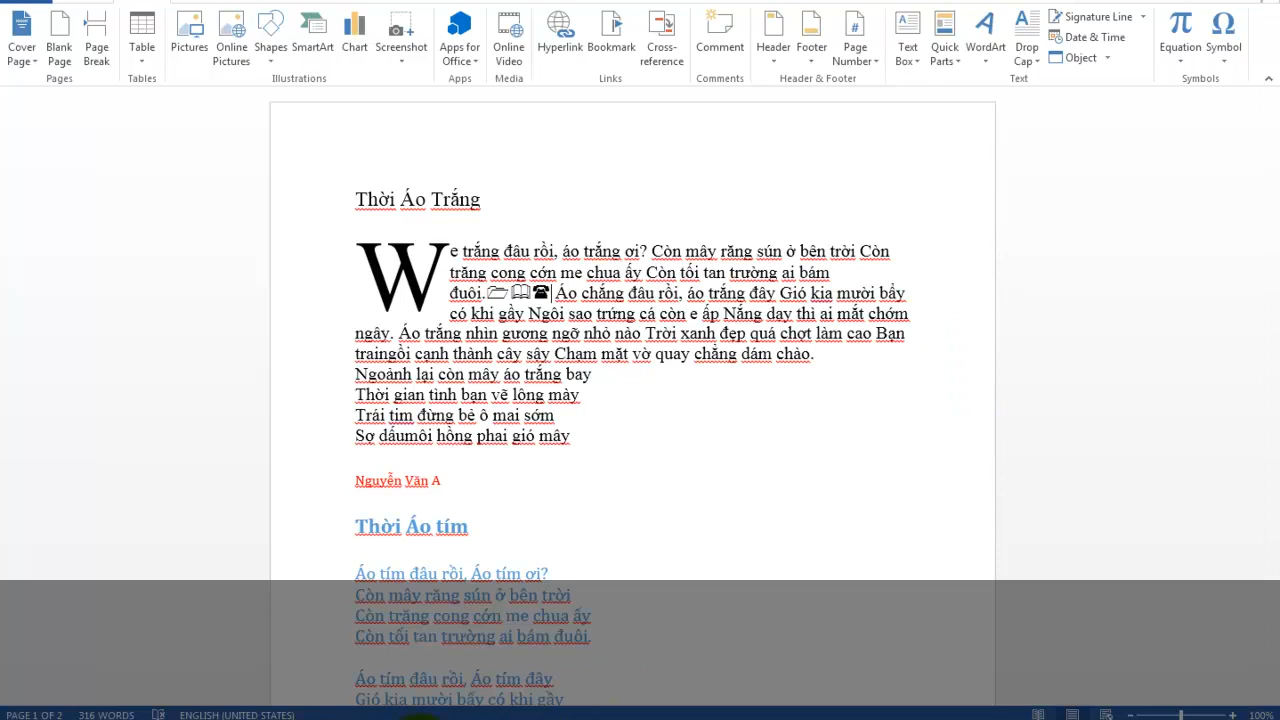 Cover Page Blank Page Page Break Table Pictures Online Pictures Shapes SmartArt Chart Screenshot Apps for Office Online Video Hyperlink Bookmark Cross-reference Comment Header Footer Page Number Text Box Quick Parts WordArt Drop Cap Signature Line Date & Time Object Equation Symbol
Pages Tables Illustrations Apps Media Links Comments Header & Footer Text Symbols
Thời Áo Trắng
We trắng đâu rồi, áo trắng ơi? Còn mây răng sún ở bên trời Còn
trăng cong cớn me chua ấy Còn tối tan trường ai bám
đuôi.🗁🕮🕿 Áo chắng đâu rồi, áo trắng đây Gió kia mười bẩy
có khi gầy Ngôi sao trứng cá còn e ấp Nắng dạy thì ai mắt chớm
ngây. Áo trắng nhìn gương ngỡ nhỏ nào Trời xanh đẹp quá chợt làm cao Bạn
traingồi cạnh thành cây sậy Chạm mặt vờ quay chẳng dám chào.
Ngoảnh lại còn mây áo trắng bay
Thời gian tình bạn vẽ lông mày
Trái tim đừng bẻ ô mai sớm
Sợ dấumôi hồng phai gió mây
Nguyễn Văn A
Thời Áo tím
Áo tím đâu rồi, Áo tím ơi?
Còn mây răng sún ở bên trời
Còn trăng cong cớn me chua ấy
Còn tối tan trường ai bám đuôi.
Áo tím đâu rồi, Áo tím đây
Gió kia mười bẩy có khi gầy
PAGE 1 OF 2 316 WORDS ENGLISH (UNITED STATES) 100%